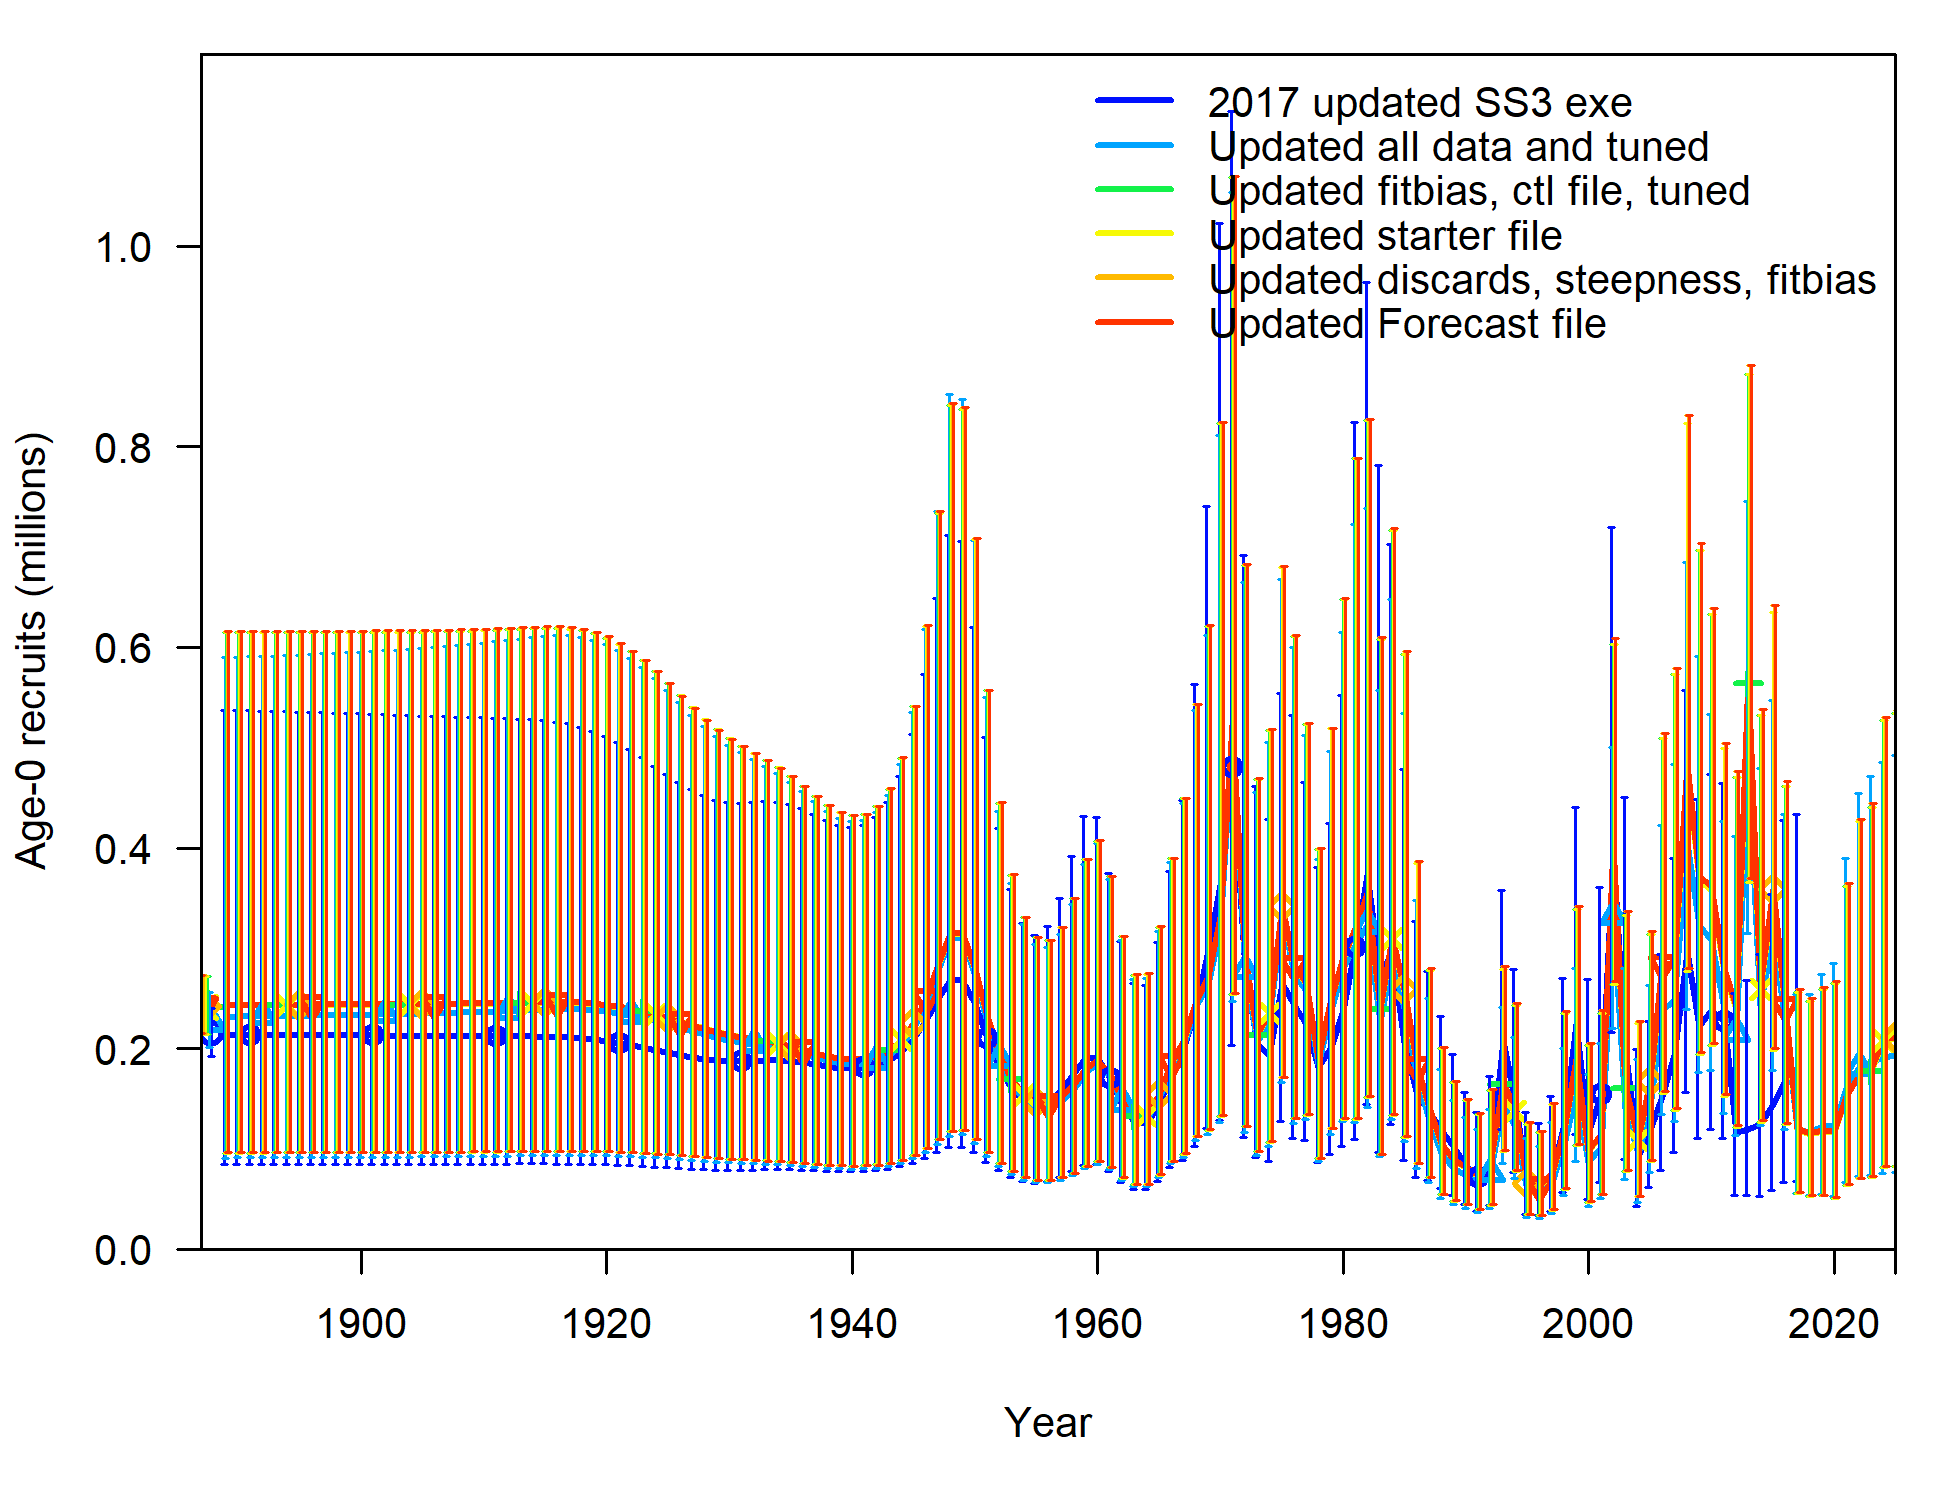 2017 updated SS3 exe
Updated all data and tuned
Updated fitbias, ctl file, tuned
Updated starter file
Updated discards, steepness, fitbias
Updated Forecast file
1.0
0.8
0.6
0.4
0.2
0.0
Age-0 recruits (millions)
1900 1920 1940 1960 1980 2000 2020
Year